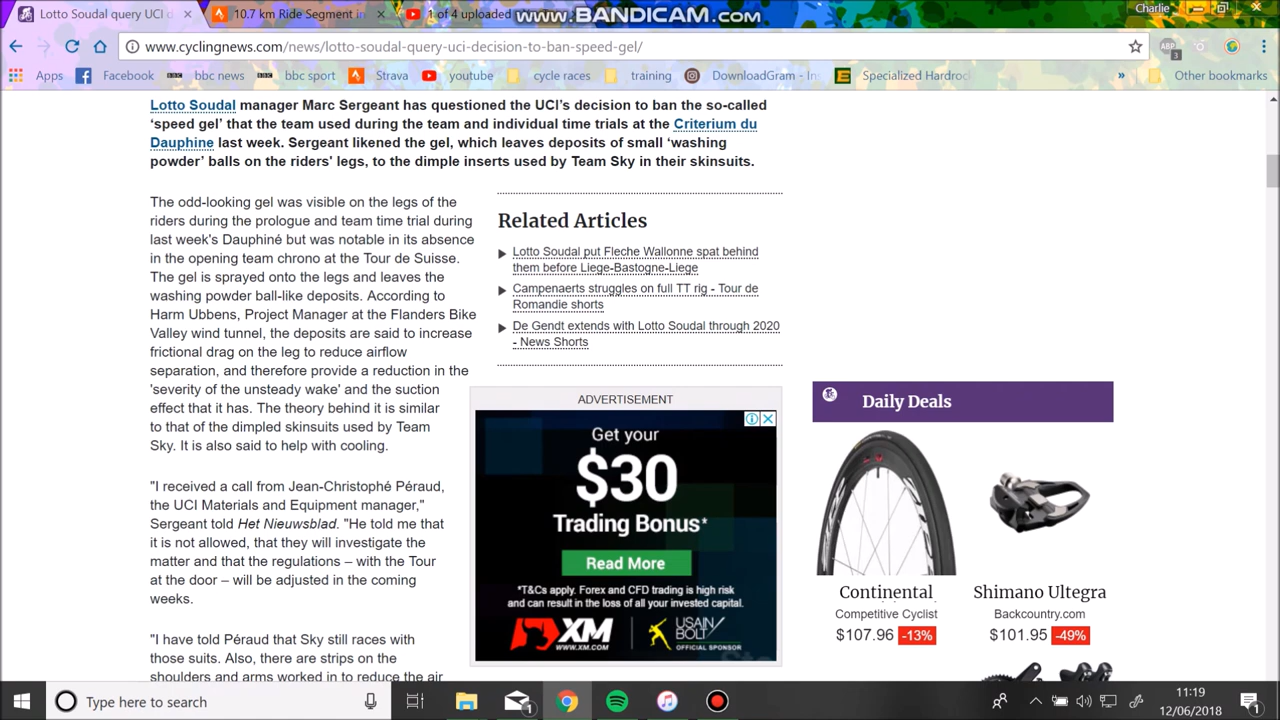 Lotto Soudal query UCI d
10.7 km Ride Segment in
1 of 4 uploaded
www.BANDICAM.com
Charlie
www.cyclingnews.com/news/lotto-soudal-query-uci-decision-to-ban-speed-gel/
ABP
3
Apps
Faceb
bbc news
bbc sport
Strava
youtube
cycle races
training
DownloadGram - In
Specialized Hardroc
»
Other bookmarks
Lotto Soudal manager Marc Sergeant has questioned the UCI's decision to ban the so-called
'speed gel' that the team used during the team and individual time trials at the Criterium du
Dauphine last week. Sergeant likened the gel, which leaves deposits of small 'washing
powder' balls on the riders' legs, to the dimple inserts used by Team Sky in their skinsuits.
The odd-looking gel was visible on the legs of the
riders during the prologue and team time trial during
last week's Dauphiné but was notable in its absence
in the opening team chrono at the Tour de Suisse.
The gel is sprayed onto the legs and leaves the
washing powder ball-like deposits. According to
Harm Ubbens, Project Manager at the Flanders Bike
Valley wind tunnel, the deposits are said to increase
frictional drag on the leg to reduce airflow
separation, and therefore provide a reduction in the
'severity of the unsteady wake' and the suction
effect that it has. The theory behind it is similar
to that of the dimpled skinsuits used by Team
Sky. It is also said to help with cooling.
"I received a call from Jean-Christophé Péraud,
the UCI Materials and Equipment manager,"
Sergeant told Het Nieuwsblad. "He told me that
it is not allowed, that they will investigate the
matter and that the regulations – with the Tour
at the door – will be adjusted in the coming
weeks.
"I have told Péraud that Sky still races with
those suits. Also, there are strips on the
shoulders and arms worked in to reduce the air
Related Articles
Lotto Soudal put Fleche Wallonne spat behind
them before Liege-Bastogne-Liege
Campenaerts struggles on full TT rig - Tour de
Romandie shorts
De Gendt extends with Lotto Soudal through 2020
- News Shorts
ADVERTISEMENT
Get your
$30
Trading Bonus*
Read More
*T&Cs apply. Forex and CFD trading is high risk
and can result in the loss of all your invested capital.
XM
WWW.XM.COM
USAIN
BOLT
OFFICIAL SPONSOR
Daily Deals
Continental
Competitive Cyclist
$107.96 -13%
Shimano Ultegra
Backcountry.com
$101.95 -49%
Type here to search
1
11:19
12/06/2018
1